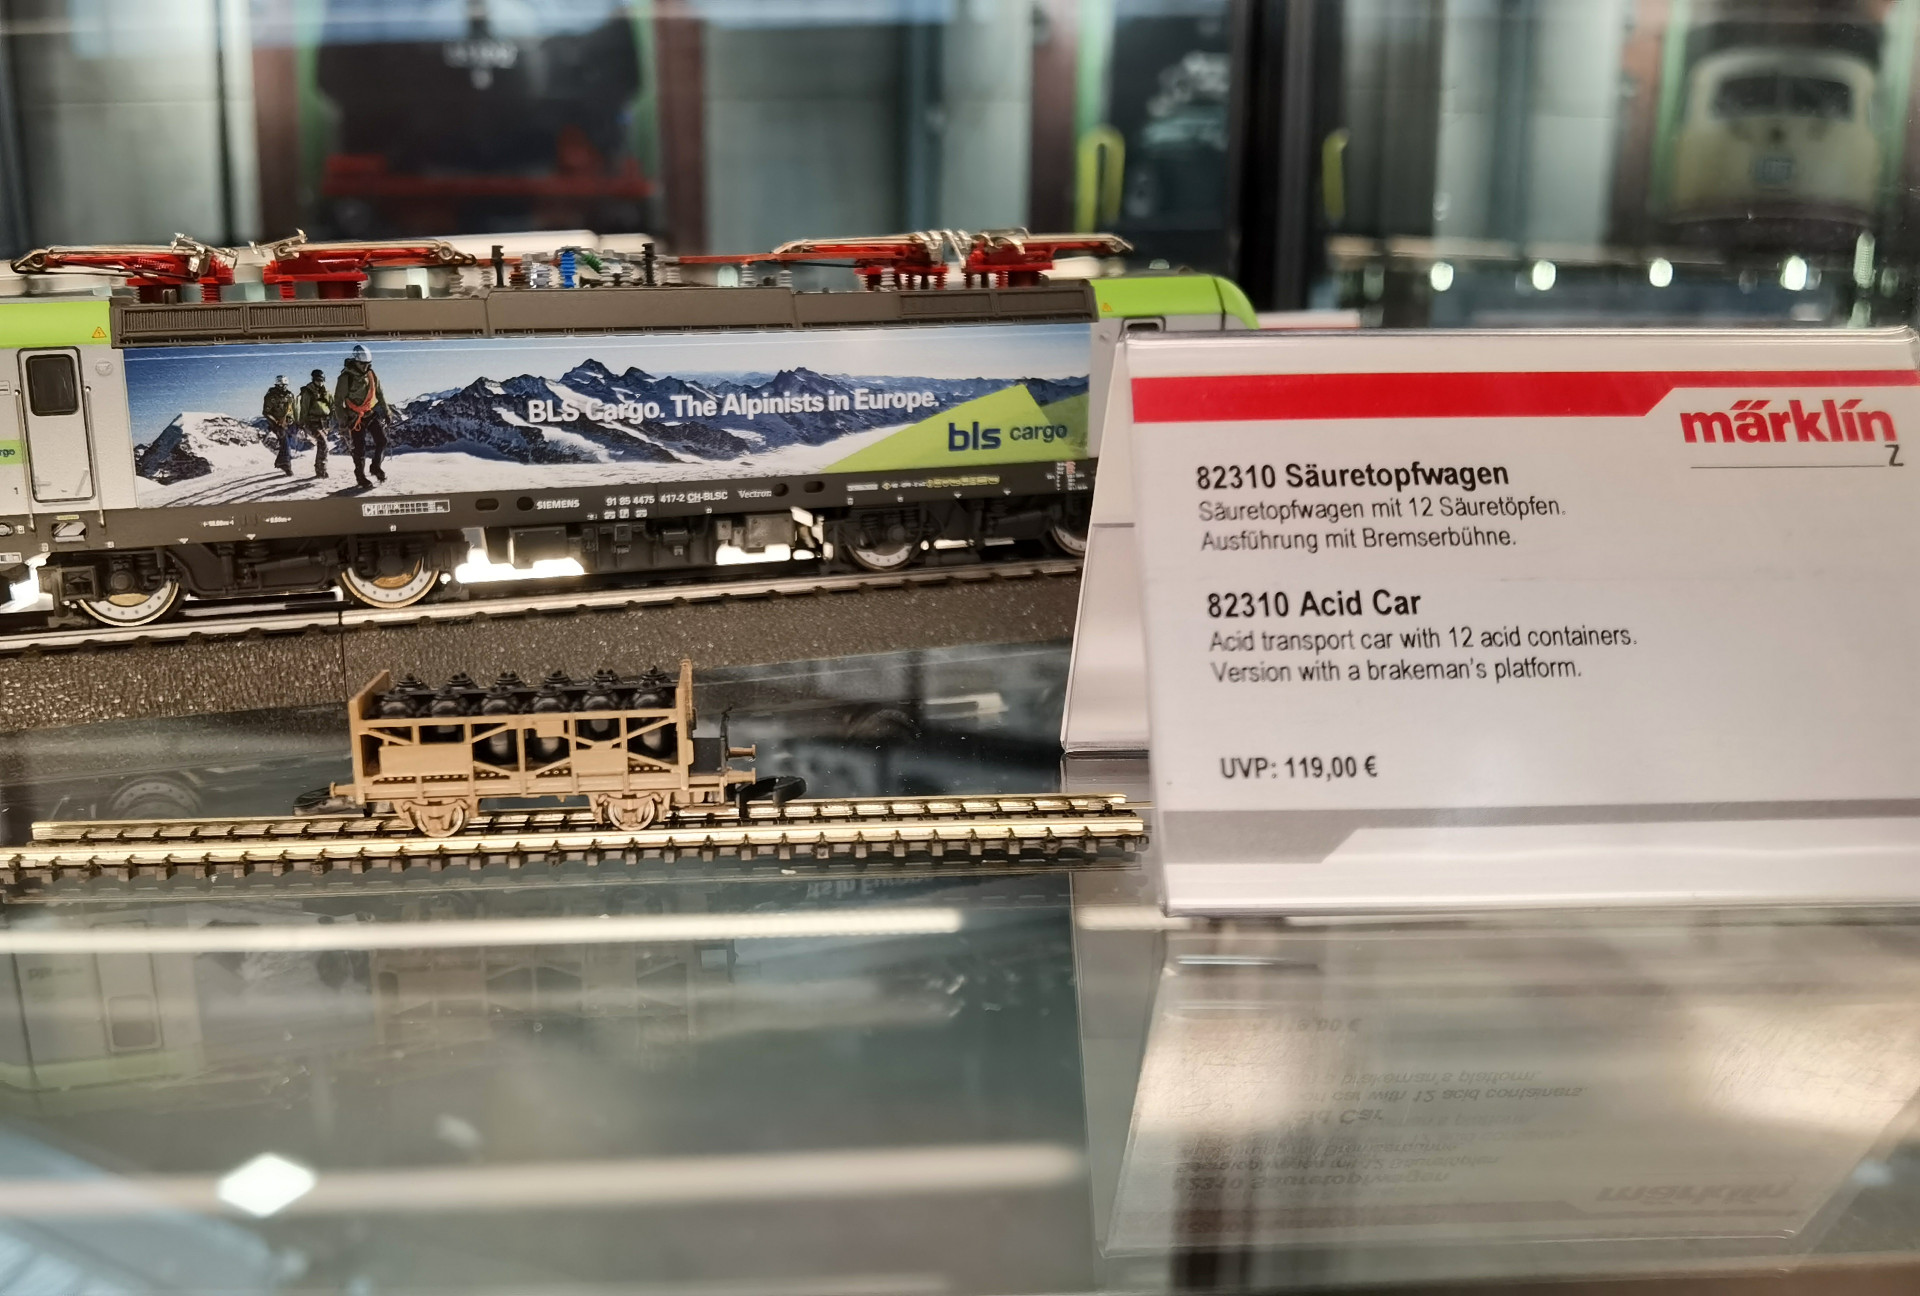 BLS Cargo. The Alpinists in Europe.
bls cargo
SIEMENS
91 85 4475 417-2 CH-BLSC
Vectron
märklin
Z
82310 Säuretopfwagen
Säuretopfwagen mit 12 Säuretöpfen.
Ausführung mit Bremserbühne.
82310 Acid Car
Acid transport car with 12 acid containers.
Version with a brakeman's platform.
UVP: 119,00 €